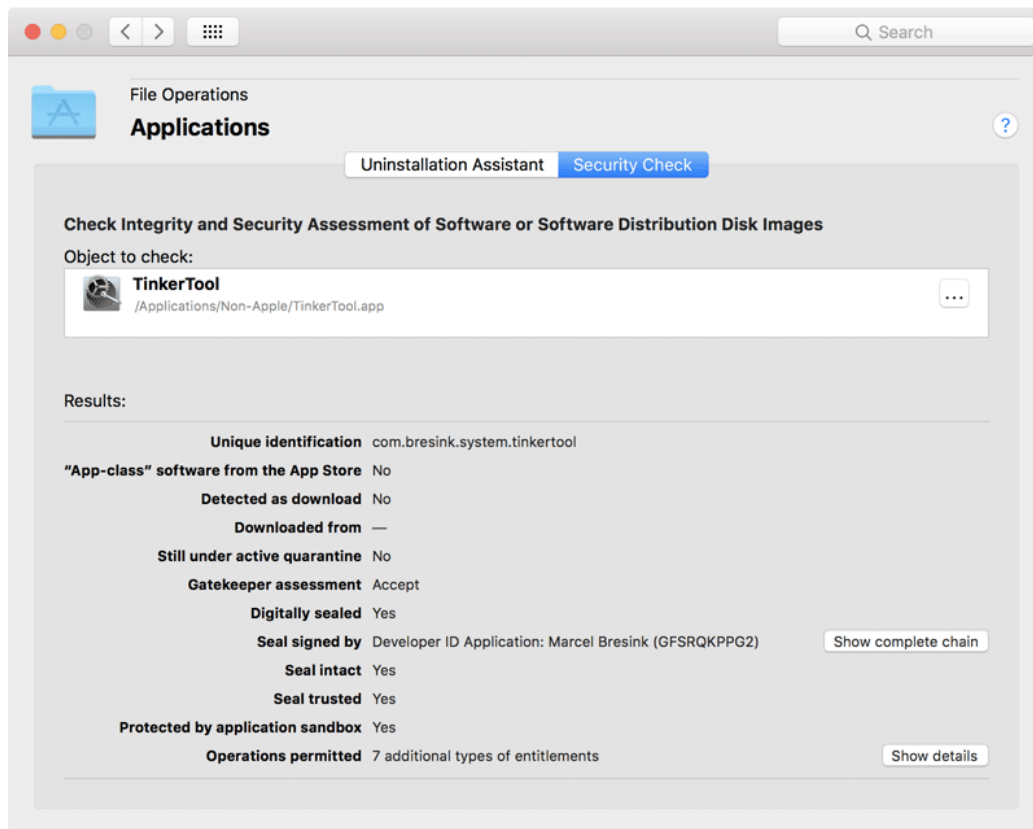 Search
File Operations
Applications
?
Uninstallation Assistant Security Check
Check Integrity and Security Assessment of Software or Software Distribution Disk Images
Object to check:
TinkerTool
/Applications/Non-Apple/TinkerTool.app
...
Results:
Unique identification com.bresink.system.tinkertool
“App-class” software from the App Store No
Detected as download No
Downloaded from —
Still under active quarantine No
Gatekeeper assessment Accept
Digitally sealed Yes
Seal signed by Developer ID Application: Marcel Bresink (GFSRQKPPG2) Show complete chain
Seal intact Yes
Seal trusted Yes
Protected by application sandbox Yes
Operations permitted 7 additional types of entitlements Show details